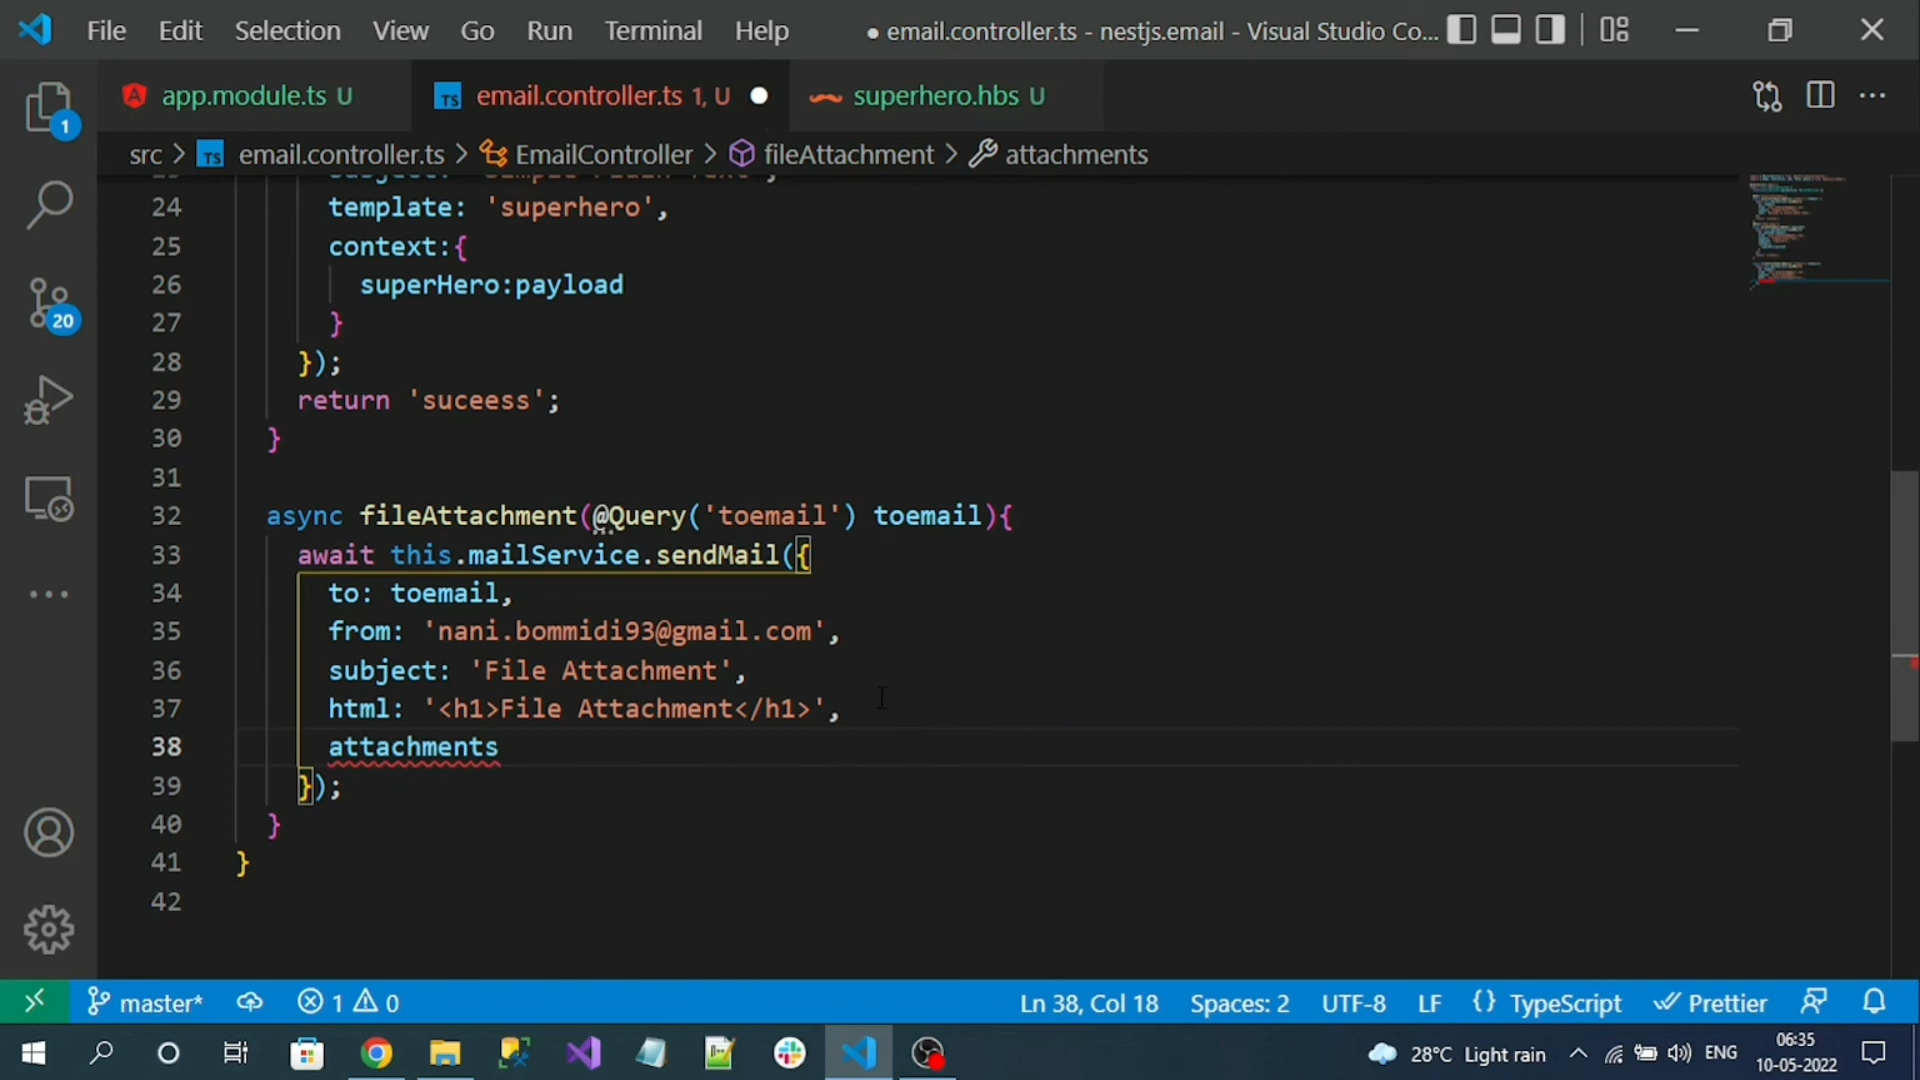 File Edit Selection View Go Run Terminal Help ● email.controller.ts - nestjs.email - Visual Studio Co...
app.module.ts U TS email.controller.ts 1, U superhero.hbs U
src > TS email.controller.ts > EmailController > fileAttachment > attachments
1
20
24 template: 'superhero',
25 context:{
26 superHero:payload
27 }
28 });
29 return 'suceess';
30 }
31
32 async fileAttachment(@Query('toemail') toemail){
33 await this.mailService.sendMail({
34 to: toemail,
35 from: 'nani.bommidi93@gmail.com',
36 subject: 'File Attachment',
37 html: '<h1>File Attachment</h1>',
38 attachments
39 });
40 }
41 }
42
master* 1 0 Ln 38, Col 18 Spaces: 2 UTF-8 LF {} TypeScript Prettier
28°C Light rain ENG 06:35
10-05-2022